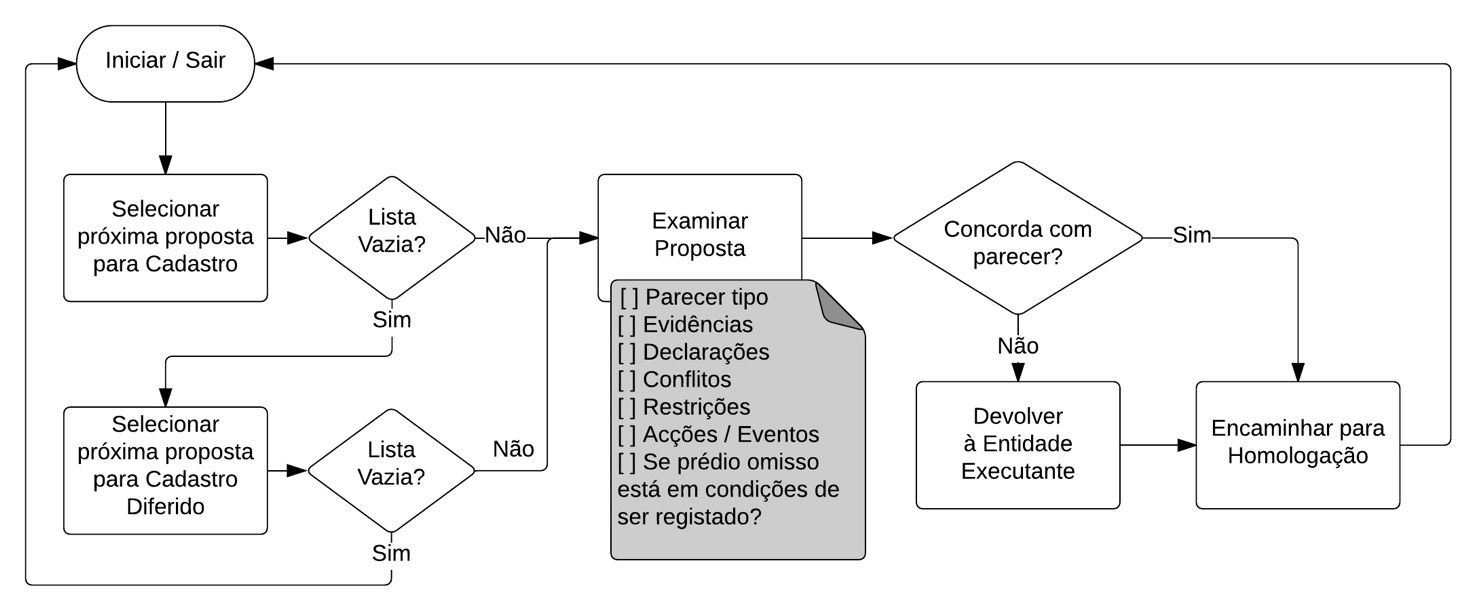 Iniciar / Sair
Selecionar
próxima proposta
para Cadastro
Lista
Vazia?
Não
Sim
Examinar
Proposta
Concorda com
parecer?
Sim
Não
[ ] Parecer tipo
[ ] Evidências
[ ] Declarações
[ ] Conflitos
[ ] Restrições
[ ] Acções / Eventos
[ ] Se prédio omisso
está em condições de
ser registado?
Selecionar
próxima proposta
para Cadastro
Diferido
Lista
Vazia?
Não
Sim
Devolver
à Entidade
Executante
Encaminhar para
Homologação